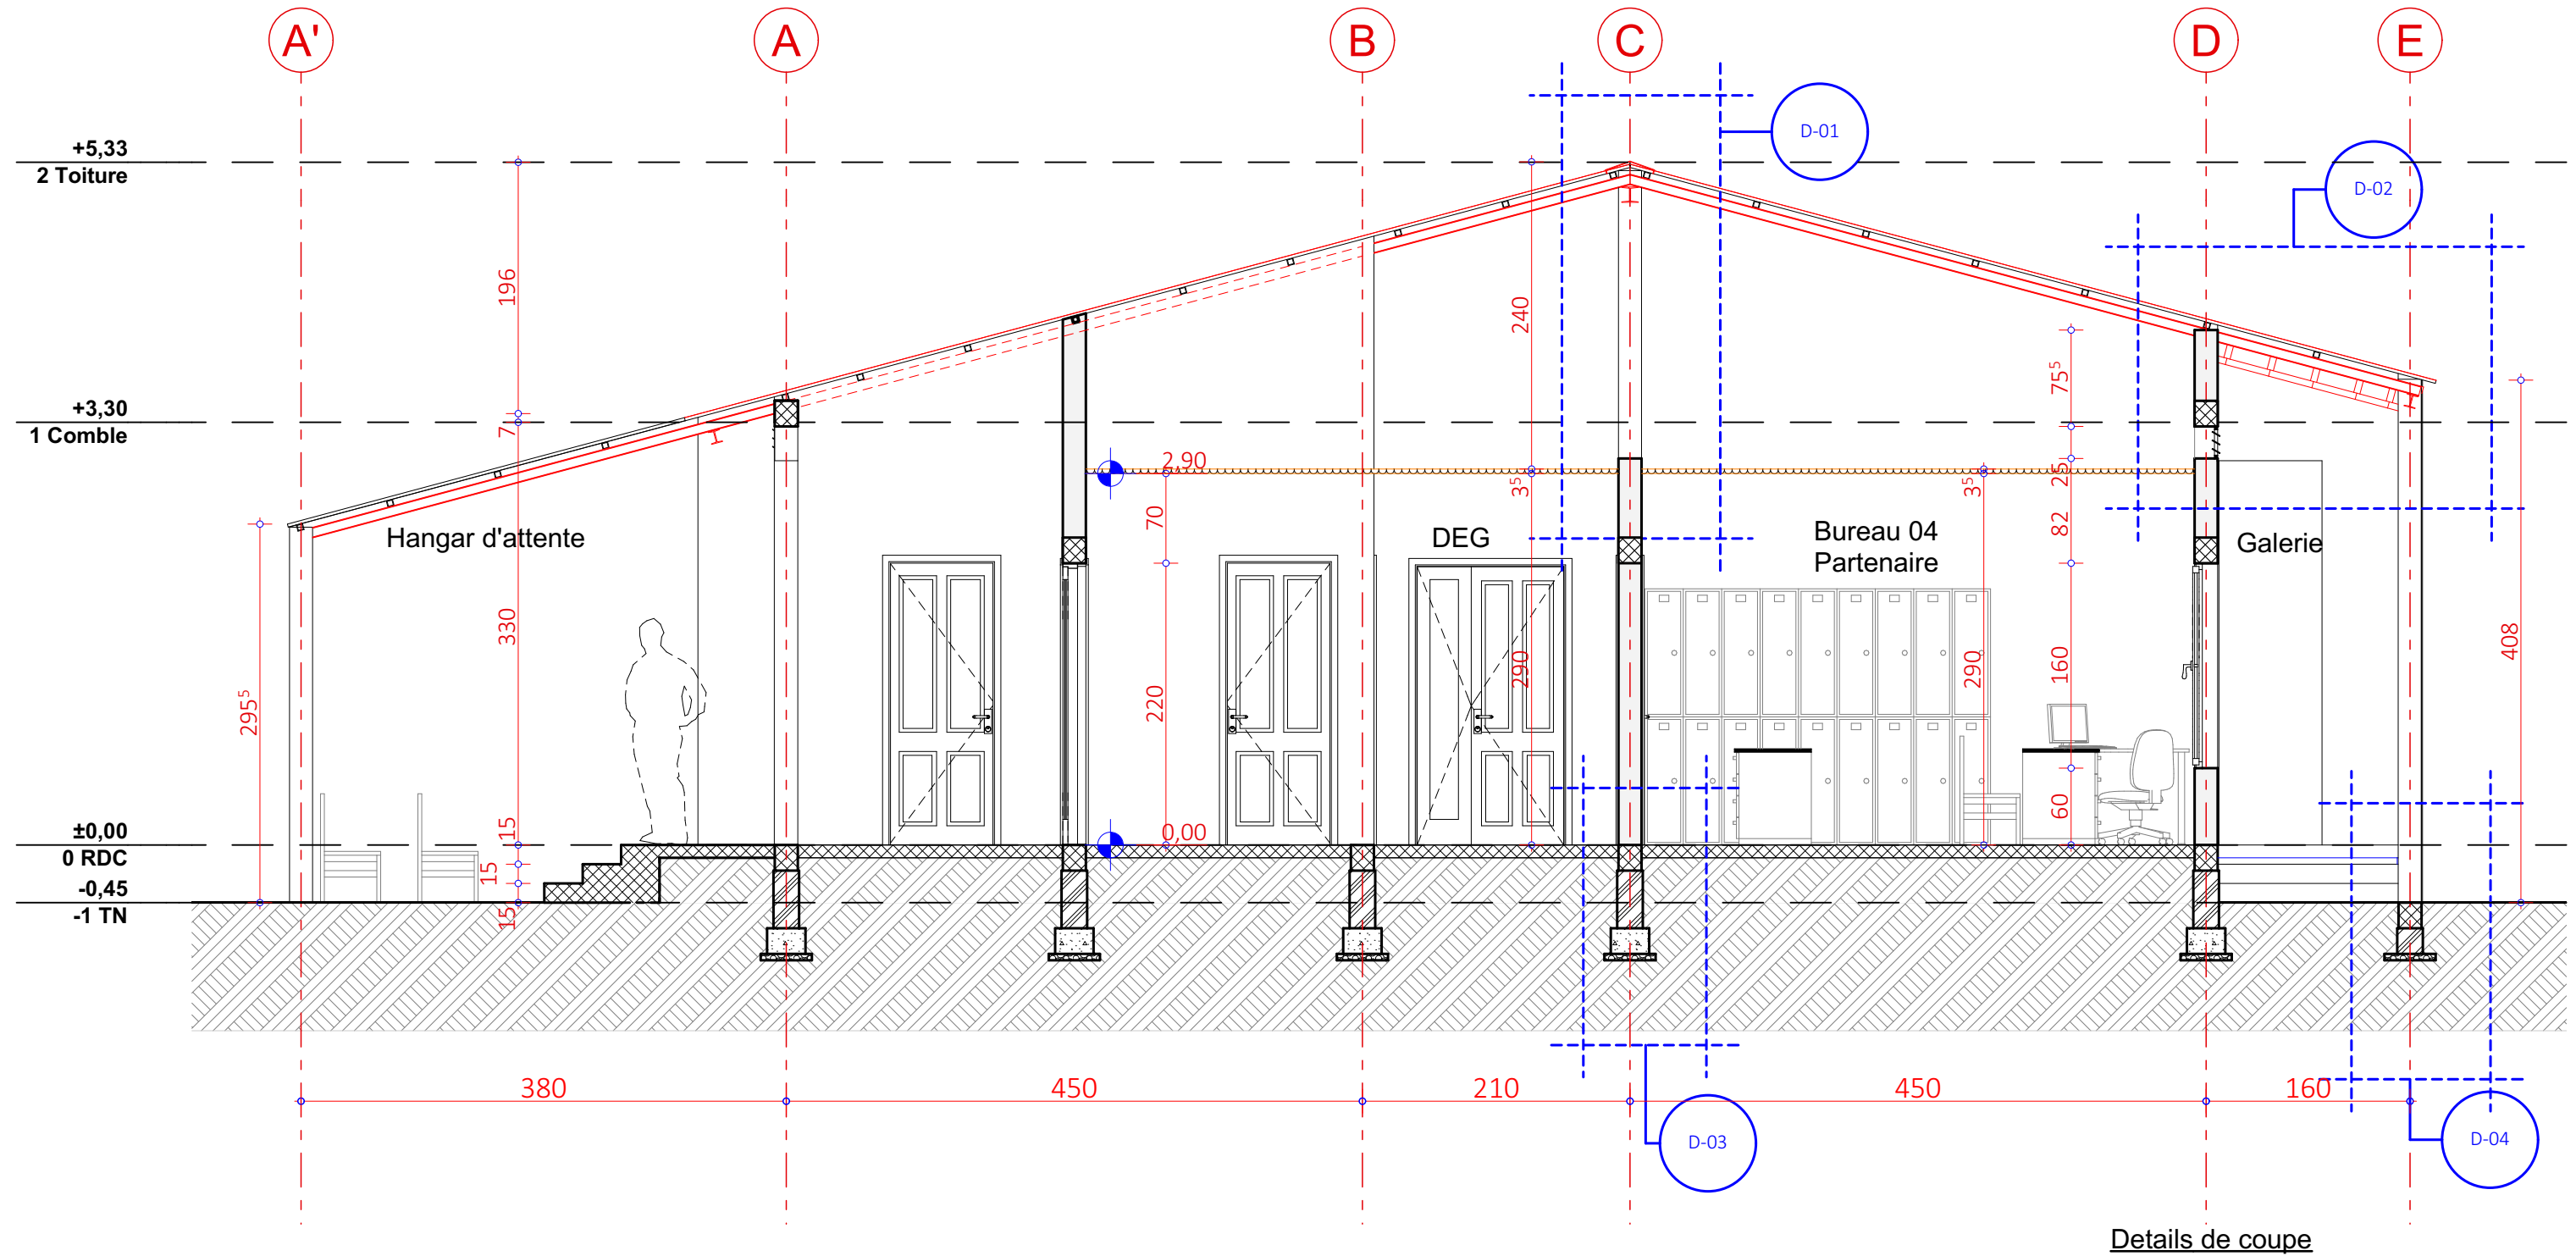 A' A B C D E
D-01
D-02
+5,33
2 Toiture
196
240
75⁵
+3,30
1 Comble
7
2,90
3⁵
3⁵
25
70
82
Hangar d'attente
DEG
Bureau 04
Partenaire
Galerie
330
295⁵
220
290
290
160
408
60
±0,00
0 RDC
15
0,00
15
-0,45
-1 TN
15
380 450 210 450 160
D-03
D-04
Details de coupe